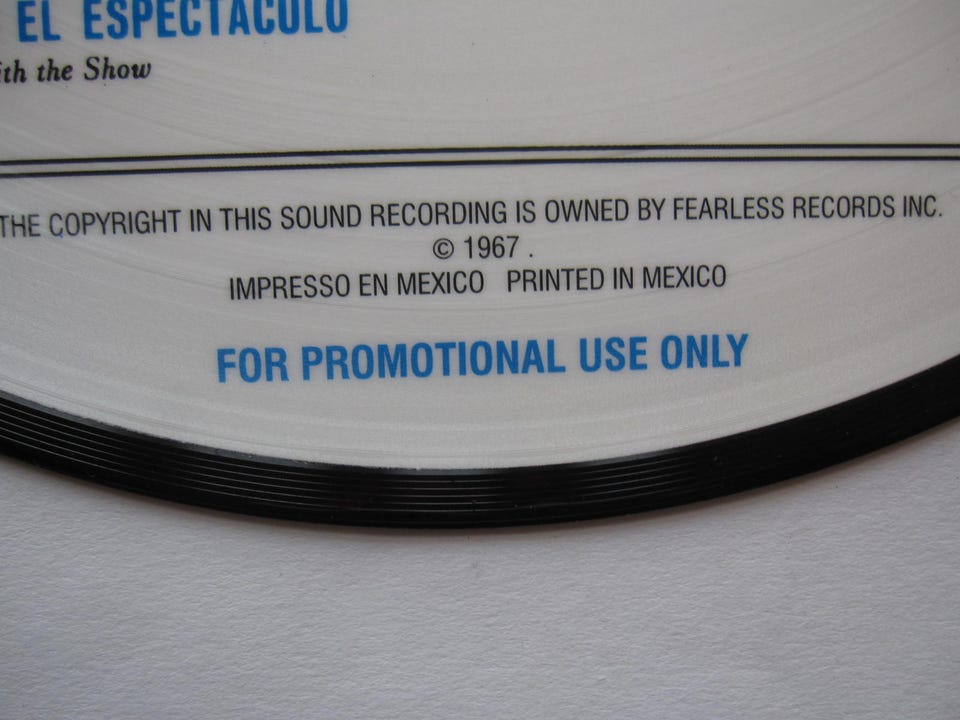 EL ESPECTACULO
the Show
THE COPYRIGHT IN THIS SOUND RECORDING IS OWNED BY FEARLESS RECORDS INC.
© 1967 .
IMPRESSO EN MEXICO PRINTED IN MEXICO
FOR PROMOTIONAL USE ONLY